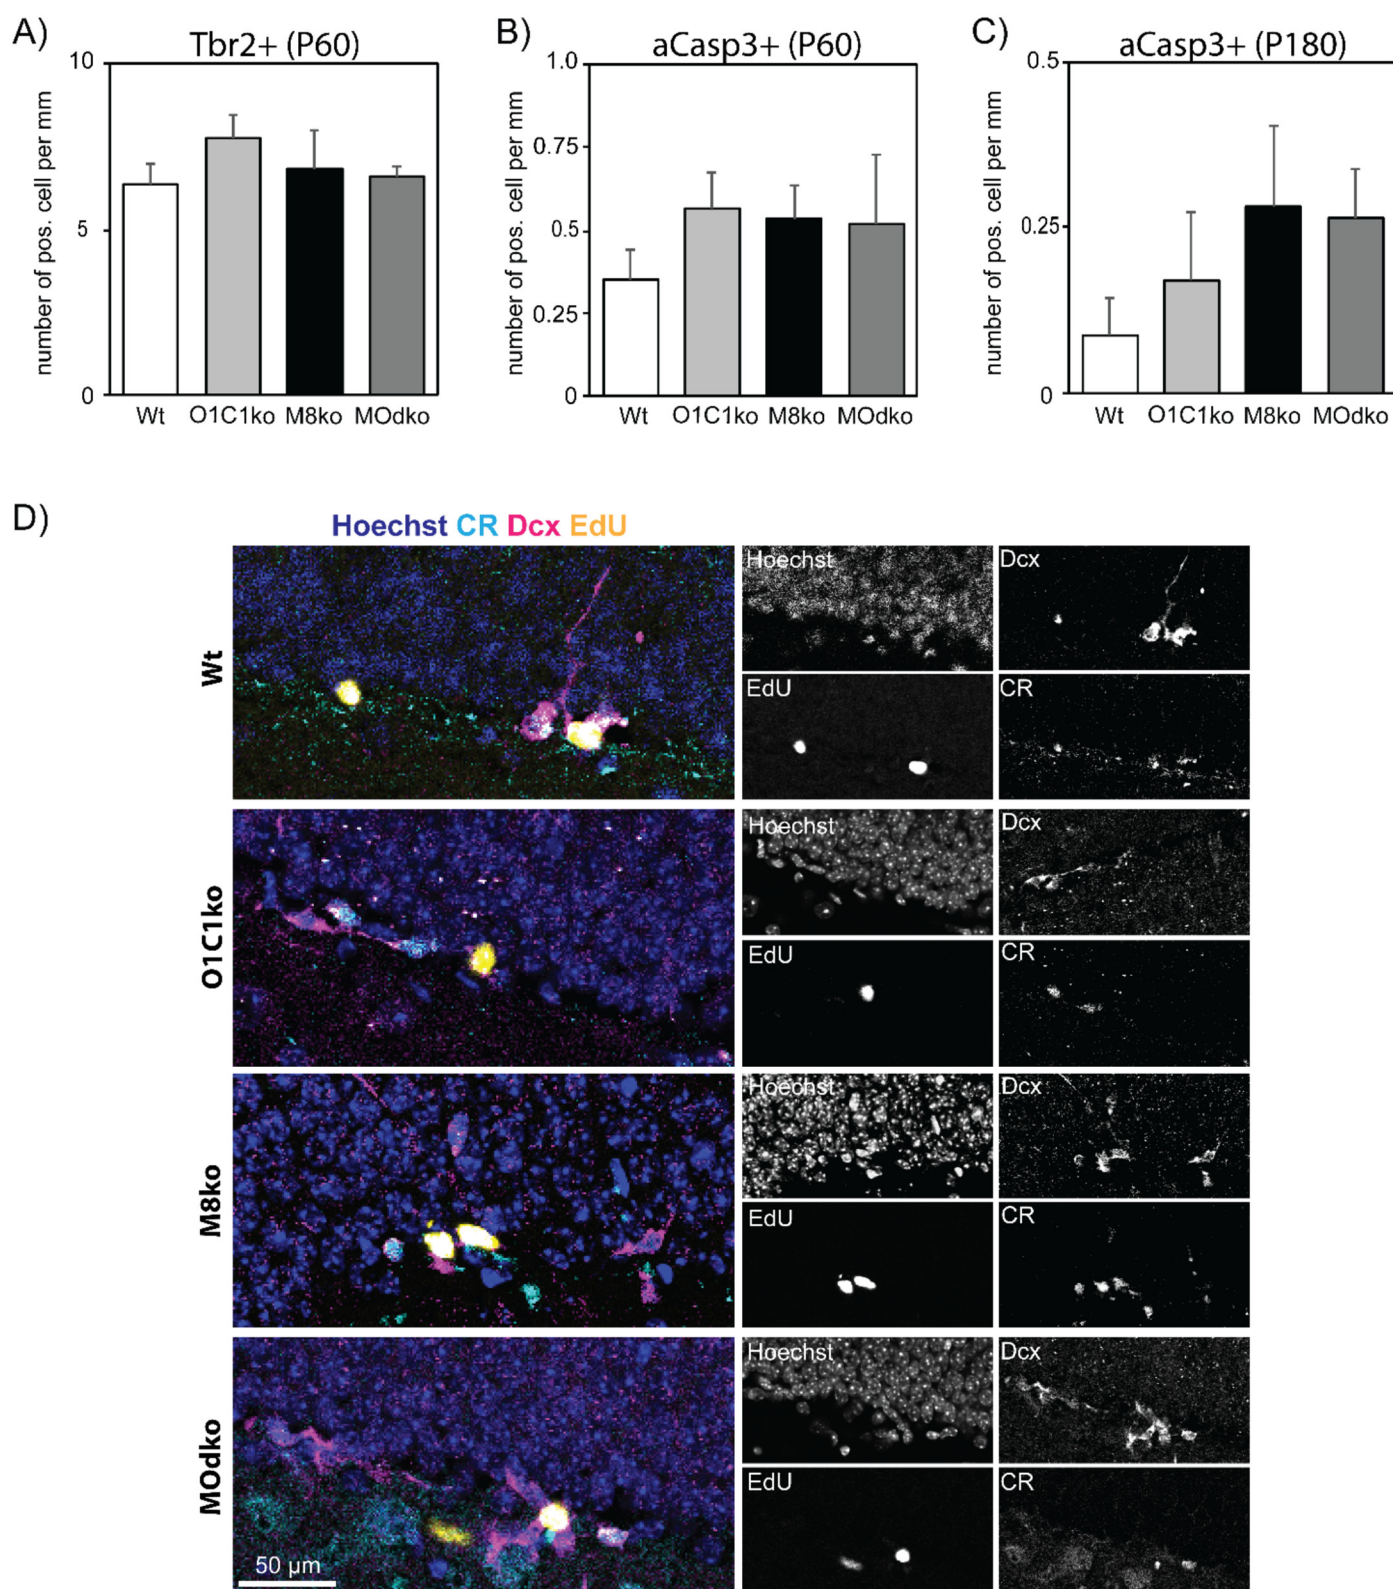 A)
Tbr2+ (P60)
number of pos. cell per mm
10
5
0
Wt O1C1ko M8ko MOdko
B)
aCasp3+ (P60)
number of pos. cell per mm
1.0
0.75
0.5
0.25
0
Wt O1C1ko M8ko MOdko
C)
aCasp3+ (P180)
number of pos. cell per mm
0.5
0.25
0
Wt O1C1ko M8ko MOdko
D)
Hoechst CR Dcx EdU
Wt
Hoechst
Dcx
EdU
CR
O1C1ko
Hoechst
Dcx
EdU
CR
M8ko
Hoechst
Dcx
EdU
CR
MOdko
50 µm
Hoechst
Dcx
EdU
CR